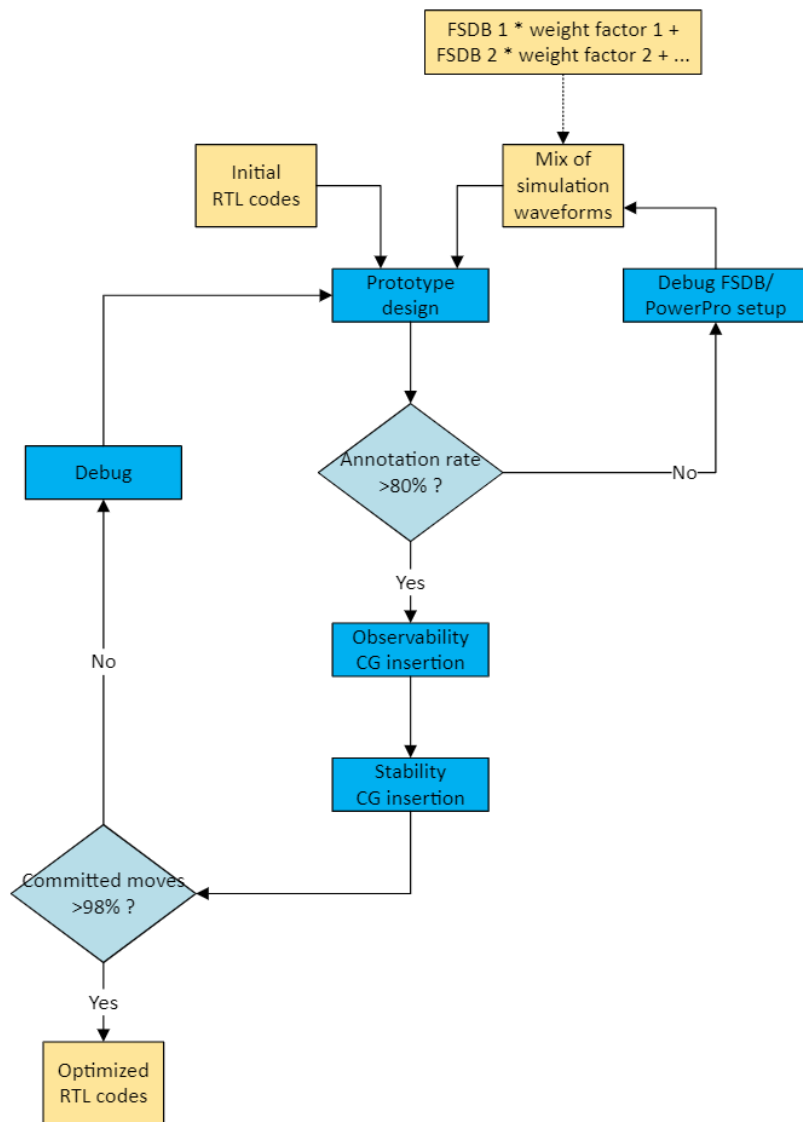 FSDB 1 * weight factor 1 +
FSDB 2 * weight factor 2 + ...
Initial
RTL codes
Mix of
simulation
waveforms
Prototype
design
Debug FSDB/
PowerPro setup
Debug
Annotation rate
>80% ?
No
Yes
Observability
CG insertion
No
Stability
CG insertion
Committed moves
>98% ?
Yes
Optimized
RTL codes